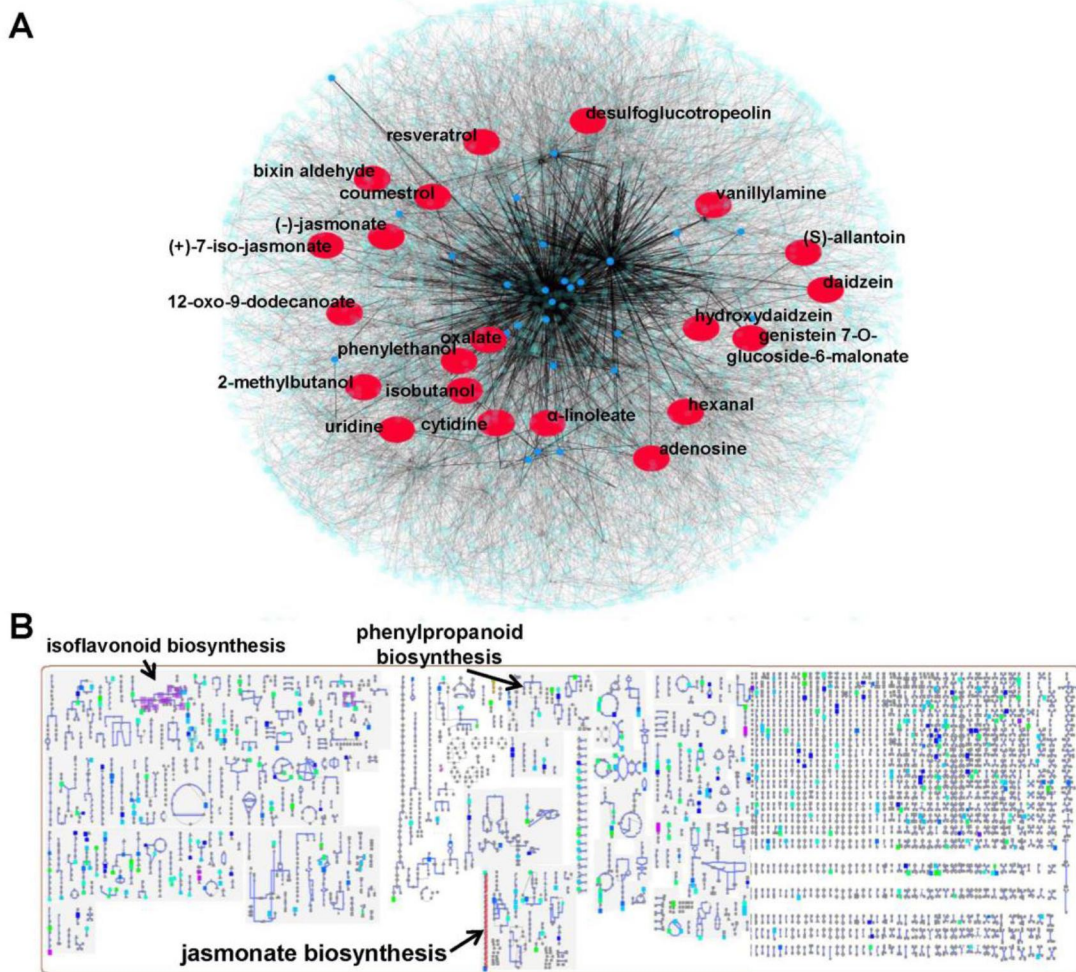 A
desulfoglucotropeolin
resveratrol
bixin aldehyde
coumestrol
vanillylamine
(-)-jasmonate
(+)-7-iso-jasmonate
(S)-allantoin
daidzein
12-oxo-9-dodecanoate
hydroxydaidzein
oxalate
genistein 7-O-
phenylethanol
glucoside-6-malonate
2-methylbutanol
isobutanol
hexanal
uridine
cytidine
α-linoleate
adenosine
B
isoflavonoid biosynthesis
phenylpropanoid
biosynthesis
jasmonate biosynthesis